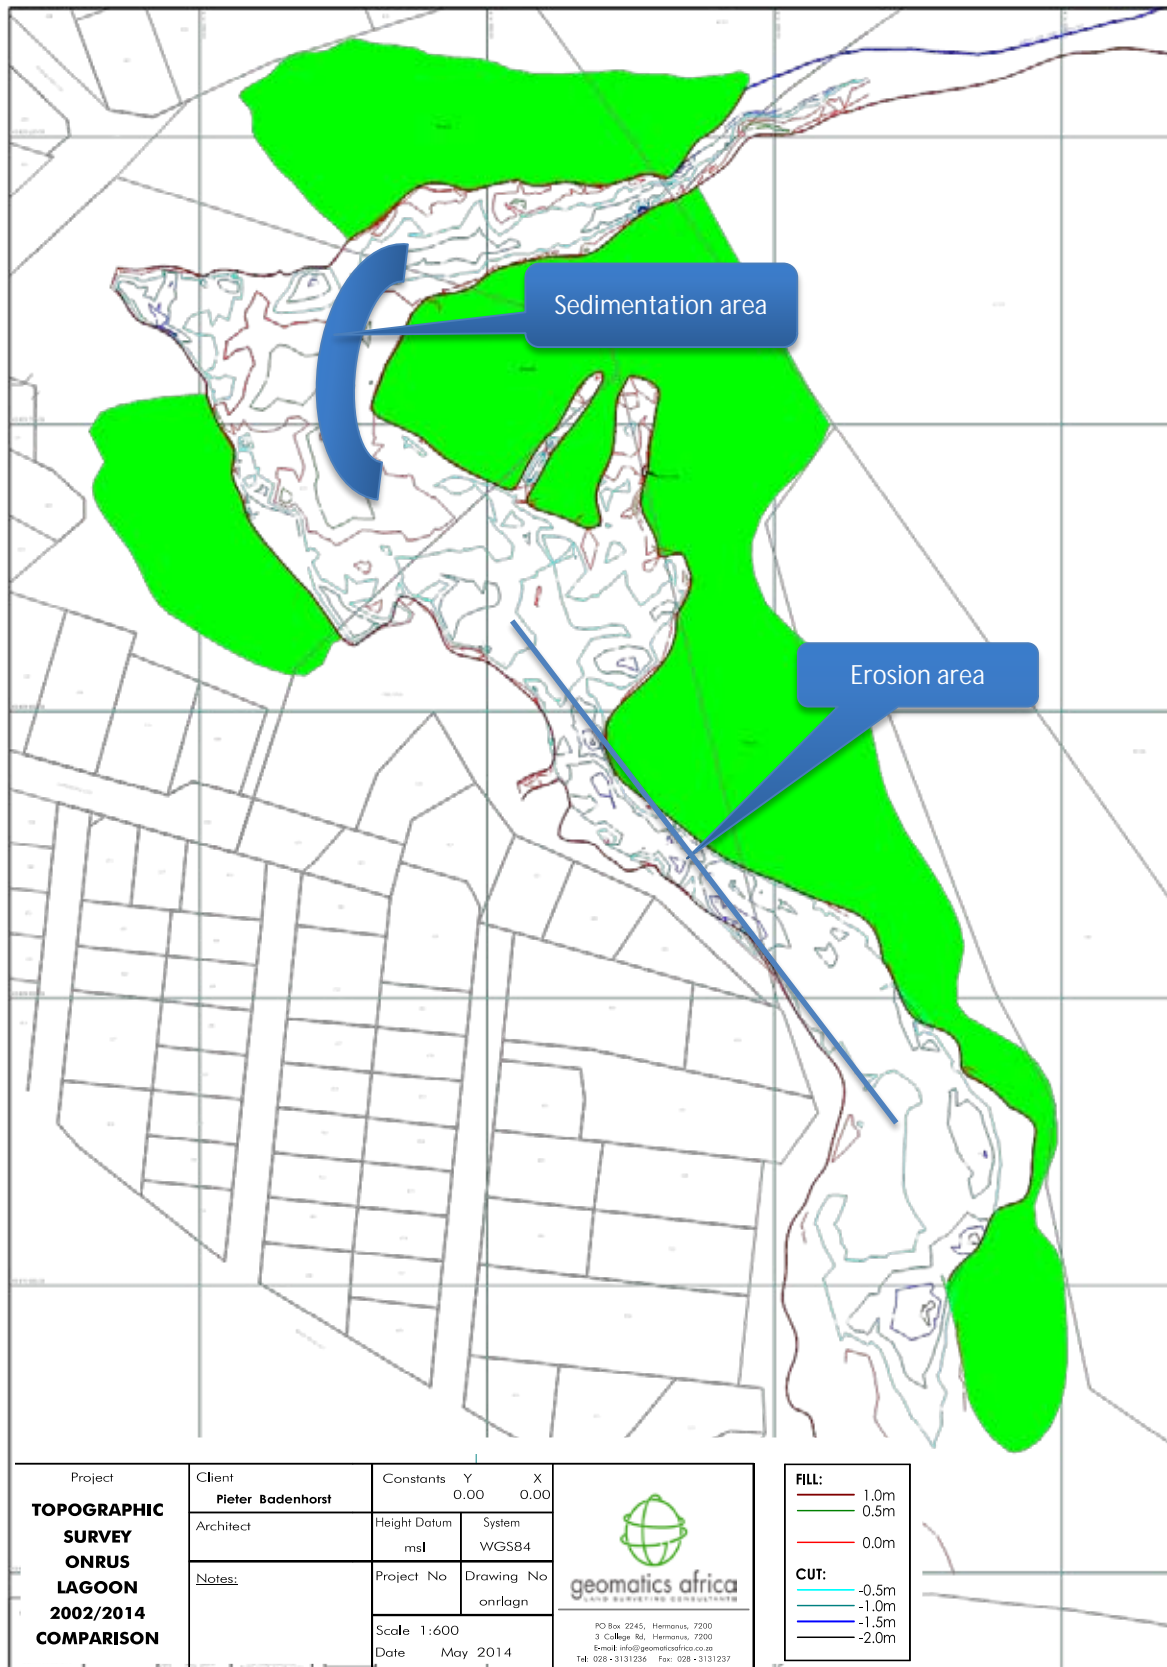 Sedimentation area
Erosion area
Project
TOPOGRAPHIC
SURVEY
ONRUS
LAGOON
2002/2014
COMPARISON
Client
Pieter Badenhorst
Architect
Notes:
Constants Y X
0.00 0.00
Height Datum
msl
System
WGS84
Project No
Drawing No
onrlagn
Scale 1:600
Date May 2014
geomatics africa
LAND SURVEYING CONSULTANTS
PO Box 2245, Hermanus, 7200
3 College Rd, Hermanus, 7200
E-mail: info@geomaticsafrica.co.za
Tel: 028 - 3131236 Fax: 028 - 3131237
FILL:
1.0m
0.5m
0.0m
CUT:
-0.5m
-1.0m
-1.5m
-2.0m